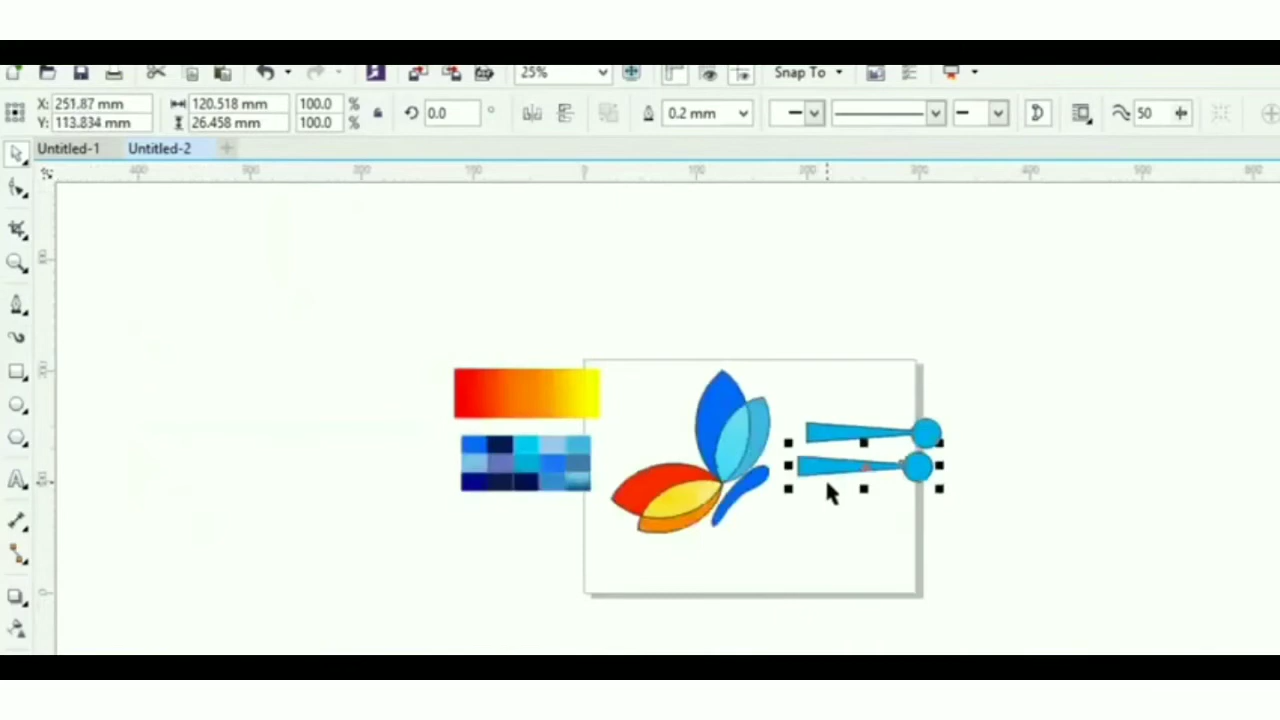 25% Snap To
X: 251.87 mm 120.518 mm 100.0 % 0.0 ° 0.2 mm 50
Y: 113.834 mm 26.458 mm 100.0 %
Untitled-1 Untitled-2